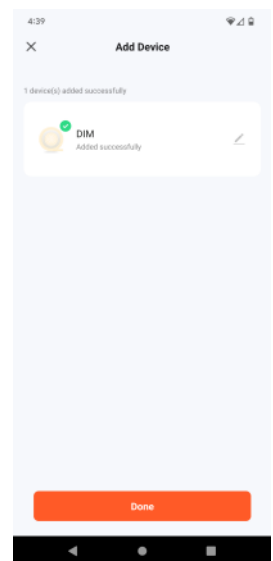 4:39
Add Device
1 device(s) added successfully
DIM
Added successfully
Done